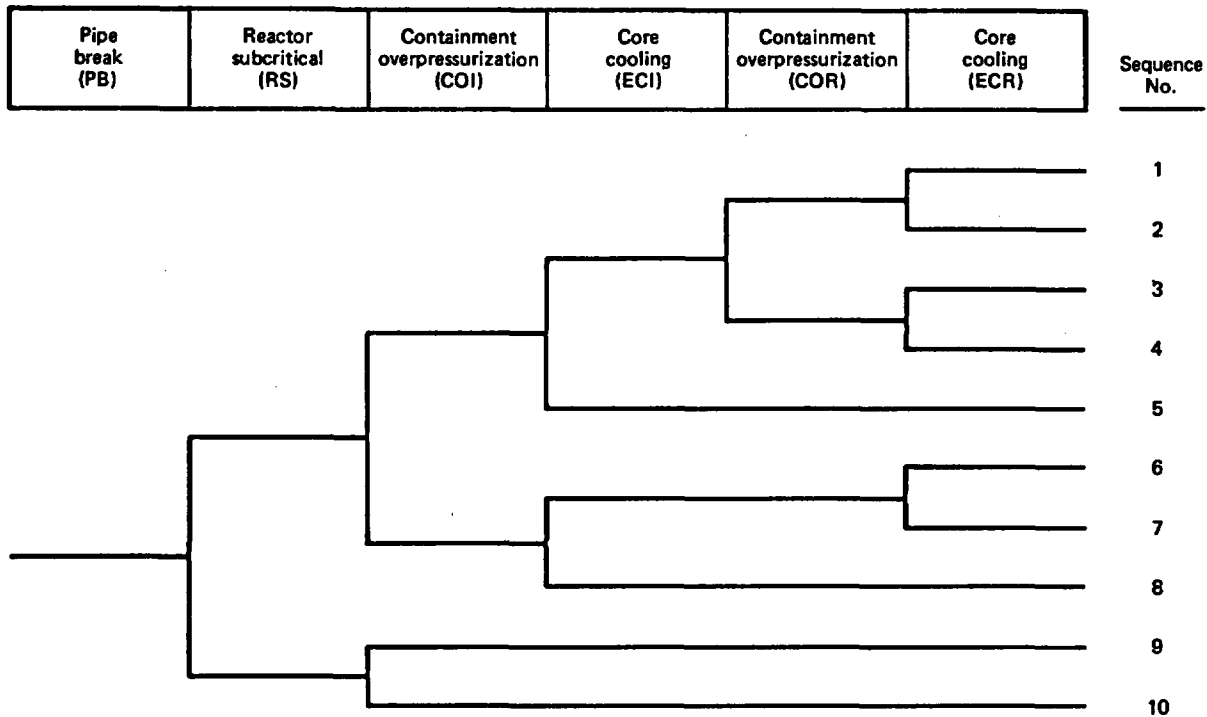 Pipe
break
(PB)
Reactor
subcritical
(RS)
Containment
overpressurization
(COI)
Core
cooling
(ECI)
Containment
overpressurization
(COR)
Core
cooling
(ECR)
Sequence
No.
1
2
3
4
5
6
7
8
9
10